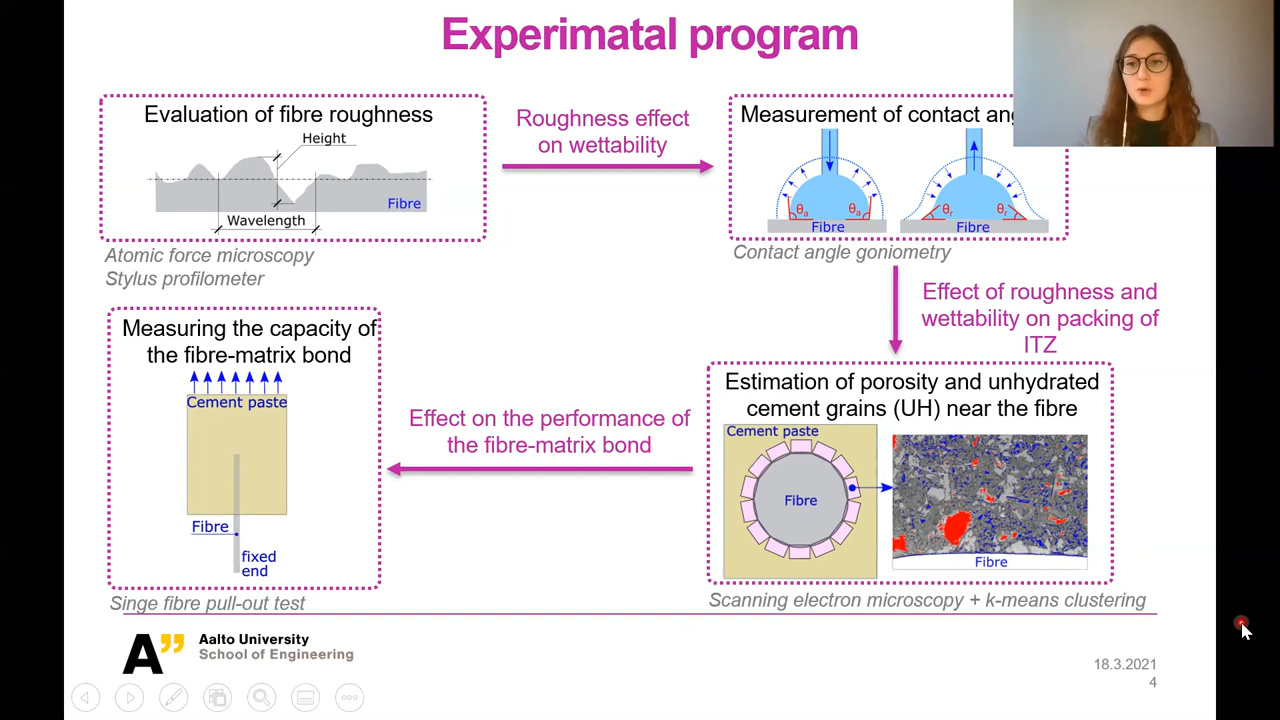 Experimatal program
Evaluation of fibre roughness
Height
Fibre
Wavelength
Atomic force microscopy
Stylus profilometer
Roughness effect
on wettability
Measurement of contact
θa
θa
Fibre
θr
θr
Fibre
Contact angle goniometry
Effect of roughness and
wettability on packing of
ITZ
Estimation of porosity and unhydrated
cement grains (UH) near the fibre
Cement paste
Fibre
Fibre
Scanning electron microscopy + k-means clustering
Effect on the performance of
the fibre-matrix bond
Measuring the capacity of
the fibre-matrix bond
Cement paste
Fibre
fixed
end
Singe fibre pull-out test
A”
Aalto University
School of Engineering
18.3.2021
4